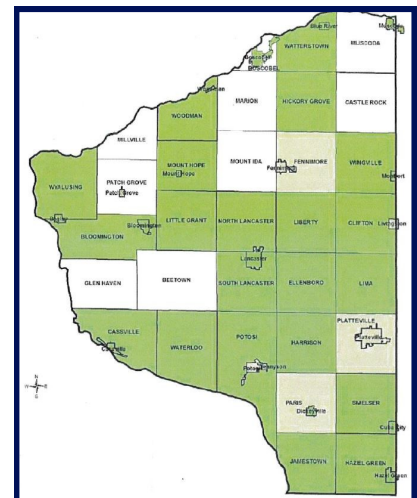 Blue River
Muscoda
WATTERSTOWN
MUSCODA
Boscobel
BOSCOBEL
Woodman
MARION
HICKORY GROVE
CASTLE ROCK
WOODMAN
MILLVILLE
MOUNT HOPE
Mount Hope
MOUNT IDA
FENNIMORE
Fennimore
WINGVILLE
Montfort
WYALUSING
PATCH GROVE
Patch Grove
Bagley
BLOOMINGTON
Bloomington
LITTLE GRANT
NORTH LANCASTER
LIBERTY
CLIFTON
Livingston
Lancaster
GLEN HAVEN
BEETOWN
SOUTH LANCASTER
ELLENBORO
LIMA
CASSVILLE
Cassville
WATERLOO
POTOSI
Potosi
Tennyson
HARRISON
PLATTEVILLE
Platteville
PARIS
Dickeyville
SMELSER
Cuba City
JAMESTOWN
HAZEL GREEN
Hazel Green
N
W
E
S